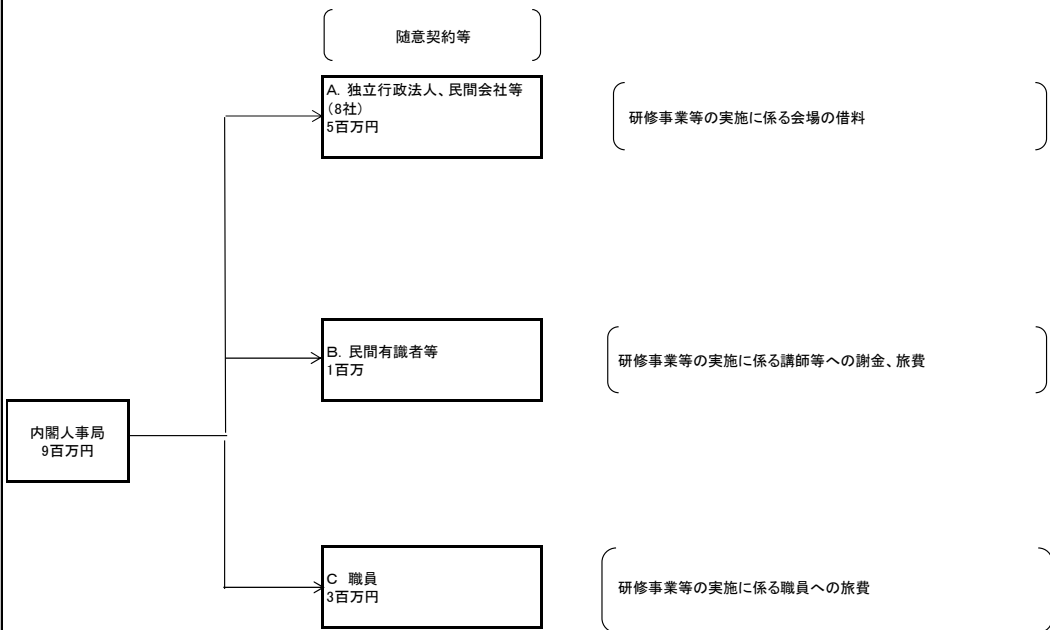 随意契約等
A. 独立行政法人、民間会社等
（8社）
5百万円
研修事業等の実施に係る会場の借料
B. 民間有識者等
1百万
研修事業等の実施に係る講師等への謝金、旅費
内閣人事局
9百万円
C 職員
3百万円
研修事業等の実施に係る職員への旅費